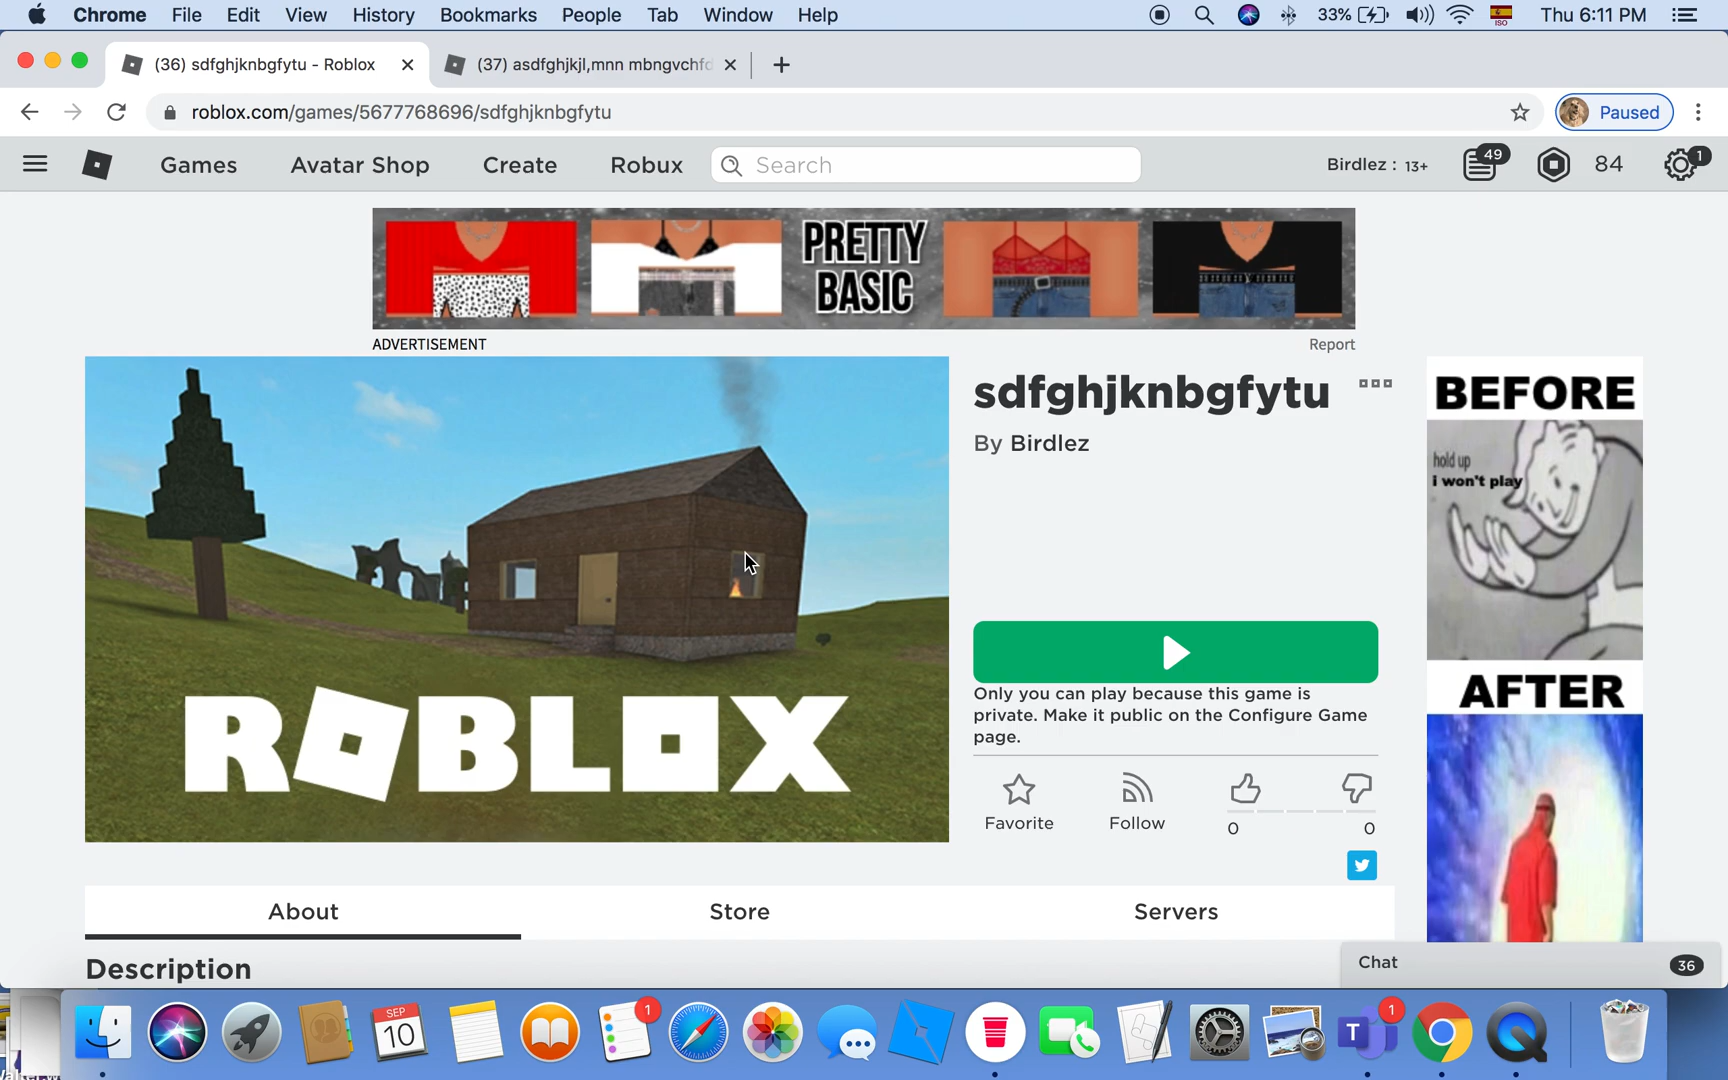 Chrome File Edit View History Bookmarks People Tab Window Help 33% ISO Thu 6:11 PM
(36) sdfghjknbgfytu - Roblox (37) asdfghjkjl,mnn mbngvchfd
roblox.com/games/5677768696/sdfghjknbgfytu Paused
Games Avatar Shop Create Robux Search Birdlez : 13+ 49 84 1
PRETTY
BASIC
ADVERTISEMENT Report
sdfghjknbgfytu
By Birdlez
BEFORE
hold up
i won't play
AFTER
ROBLOX
Only you can play because this game is
private. Make it public on the Configure Game
page.
Favorite Follow 0 0
About Store Servers
Description
Chat 36
SEP
10
1
T
1